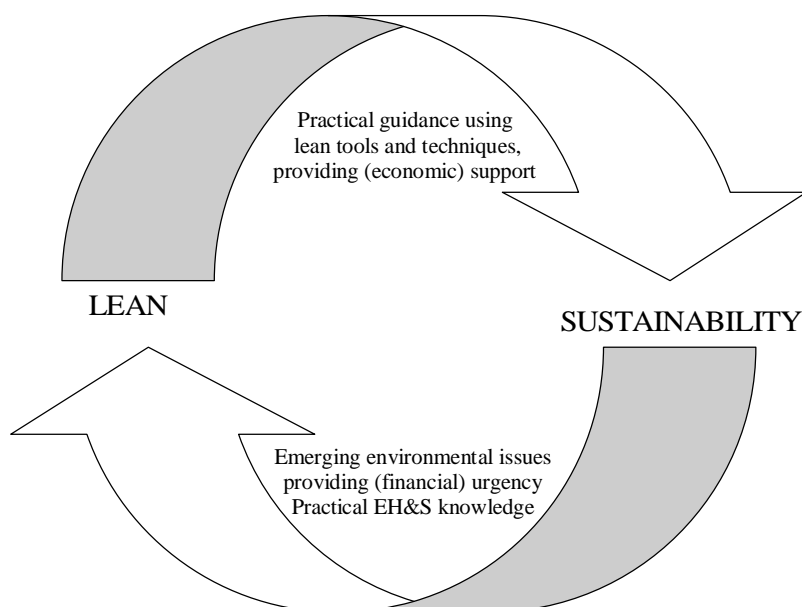 Practical guidance using
lean tools and techniques,
providing (economic) support
LEAN
SUSTAINABILITY
Emerging environmental issues
providing (financial) urgency
Practical EH&S knowledge